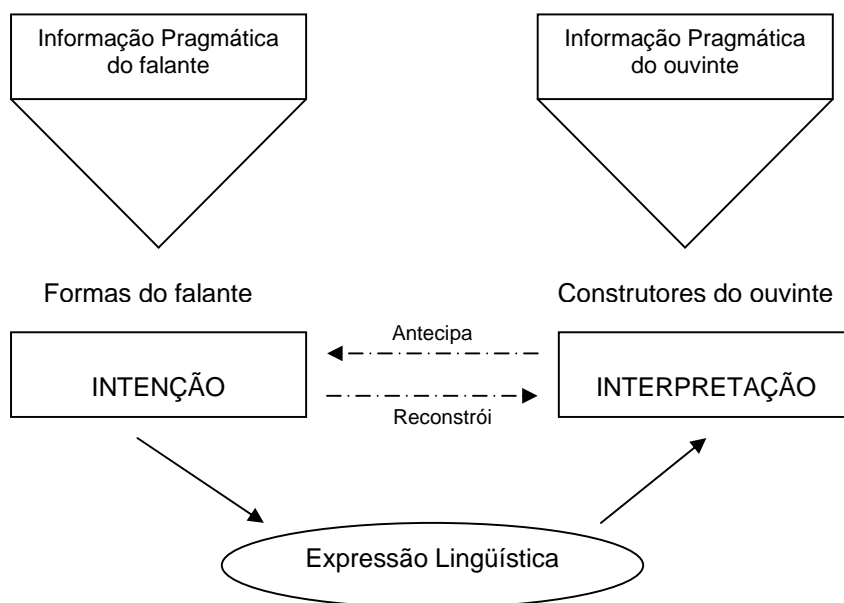 Informação Pragmática
do falante
Informação Pragmática
do ouvinte
Formas do falante
Construtores do ouvinte
Antecipa
INTENÇÃO
INTERPRETAÇÃO
Reconstrói
Expressão Lingüística